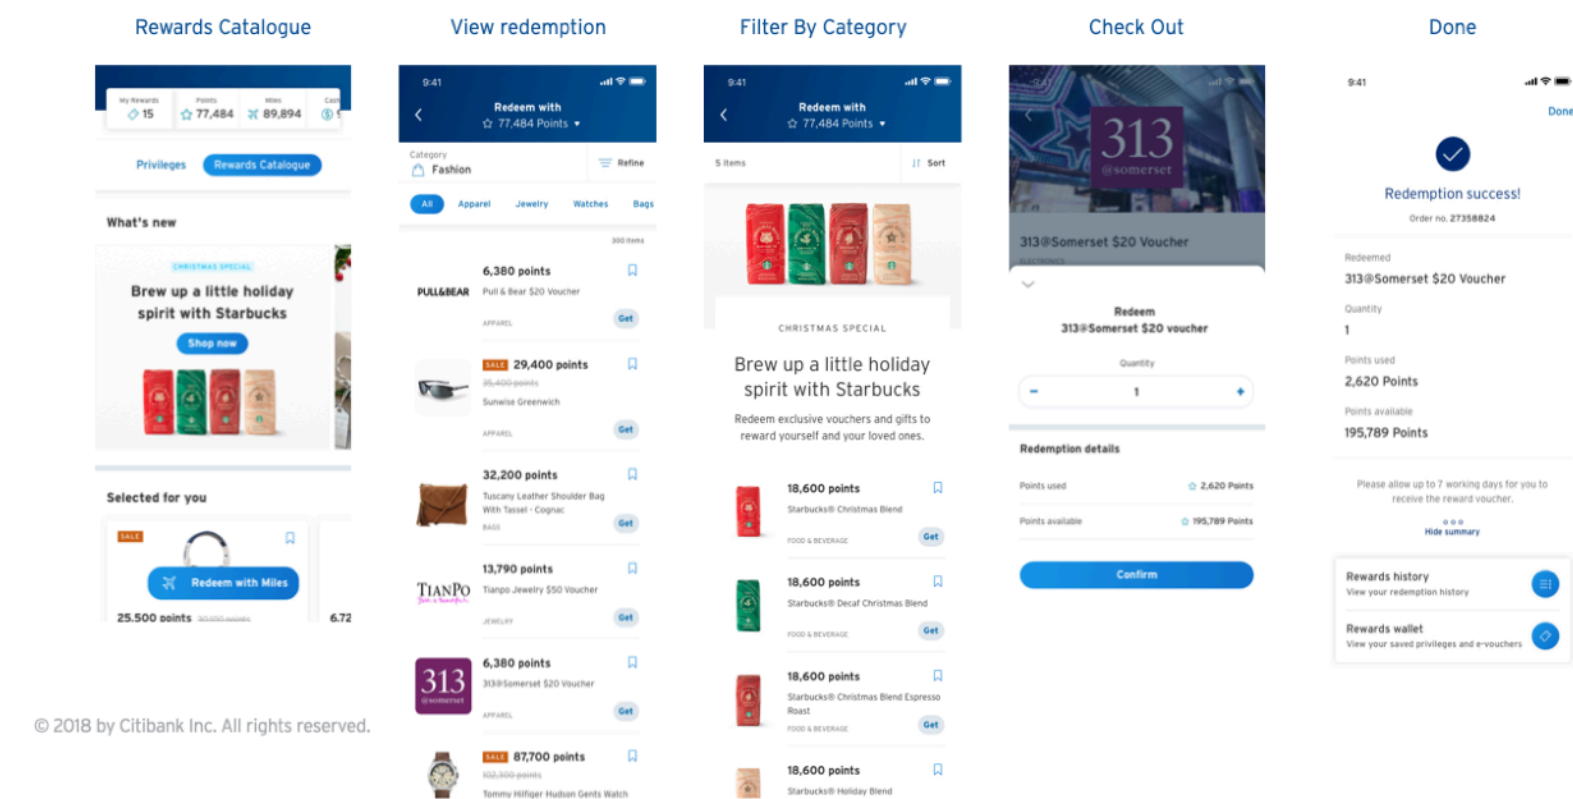 Rewards Catalogue
My Rewards
15
Points
77,484
Miles
89,894
Cash
Privileges
Rewards Catalogue
What's new
CHRISTMAS SPECIAL
Brew up a little holiday
spirit with Starbucks
Shop now
Selected for you
SALE
Redeem with Miles
25,500 points
6,72
© 2018 by Citibank Inc. All rights reserved.
View redemption
9:41
Redeem with
77,484 Points
Category
Fashion
Refine
All Apparel Jewelry Watches Bags
300 items
6,380 points
PULL&BEAR
Pull & Bear $20 Voucher
APPAREL
Get
SALE 29,400 points
35,400 points
Sunwise Greenwich
APPAREL
Get
32,200 points
Tuscany Leather Shoulder Bag
With Tassel - Cognac
BAGS
Get
13,790 points
TIANPO
Tianpo Jewelry $50 Voucher
JEWELRY
Get
6,380 points
313
@somerset
313@Somerset $20 Voucher
APPAREL
Get
SALE 87,700 points
102,300 points
Tommy Hilfiger Hudson Gents Watch
Filter By Category
9:41
Redeem with
77,484 Points
5 items
Sort
CHRISTMAS SPECIAL
Brew up a little holiday
spirit with Starbucks
Redeem exclusive vouchers and gifts to
reward yourself and your loved ones.
18,600 points
Starbucks® Christmas Blend
FOOD & BEVERAGE
Get
18,600 points
Starbucks® Decaf Christmas Blend
FOOD & BEVERAGE
Get
18,600 points
Starbucks® Christmas Blend Espresso
Roast
FOOD & BEVERAGE
Get
18,600 points
Starbucks® Holiday Blend
Check Out
9:41
313
@somerset
313@Somerset $20 Voucher
ELECTRONICS
Redeem
313@Somerset $20 voucher
Quantity
- 1 +
Redemption details
Points used
2,620 Points
Points available
195,789 Points
Confirm
Done
9:41
Done
Redemption success!
Order no. 27358824
Redeemed
313@Somerset $20 Voucher
Quantity
1
Points used
2,620 Points
Points available
195,789 Points
Please allow up to 7 working days for you to
receive the reward voucher.
Hide summary
Rewards history
View your redemption history
Rewards wallet
View your saved privileges and e-vouchers